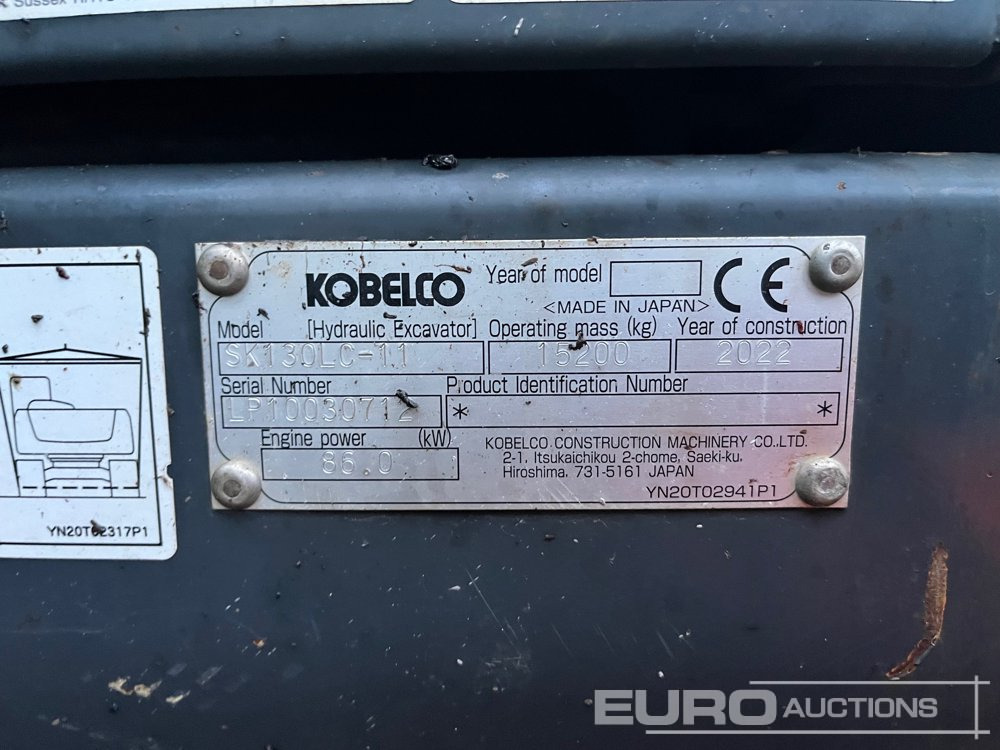 Sussex
KOBELCO
Year of model
<MADE IN JAPAN>
CE
Model [Hydraulic Excavator] Operating mass (kg) Year of construction
SK130LC-11 15200 2022
Serial Number Product Identification Number
LP10030712 * *
Engine power (kW)
86.0
KOBELCO CONSTRUCTION MACHINERY CO.,LTD.
2-1, Itsukaichikou 2-chome, Saeki-ku,
Hiroshima. 731-5161 JAPAN
YN20T02941P1
YN20T02317P1
EURO AUCTIONS